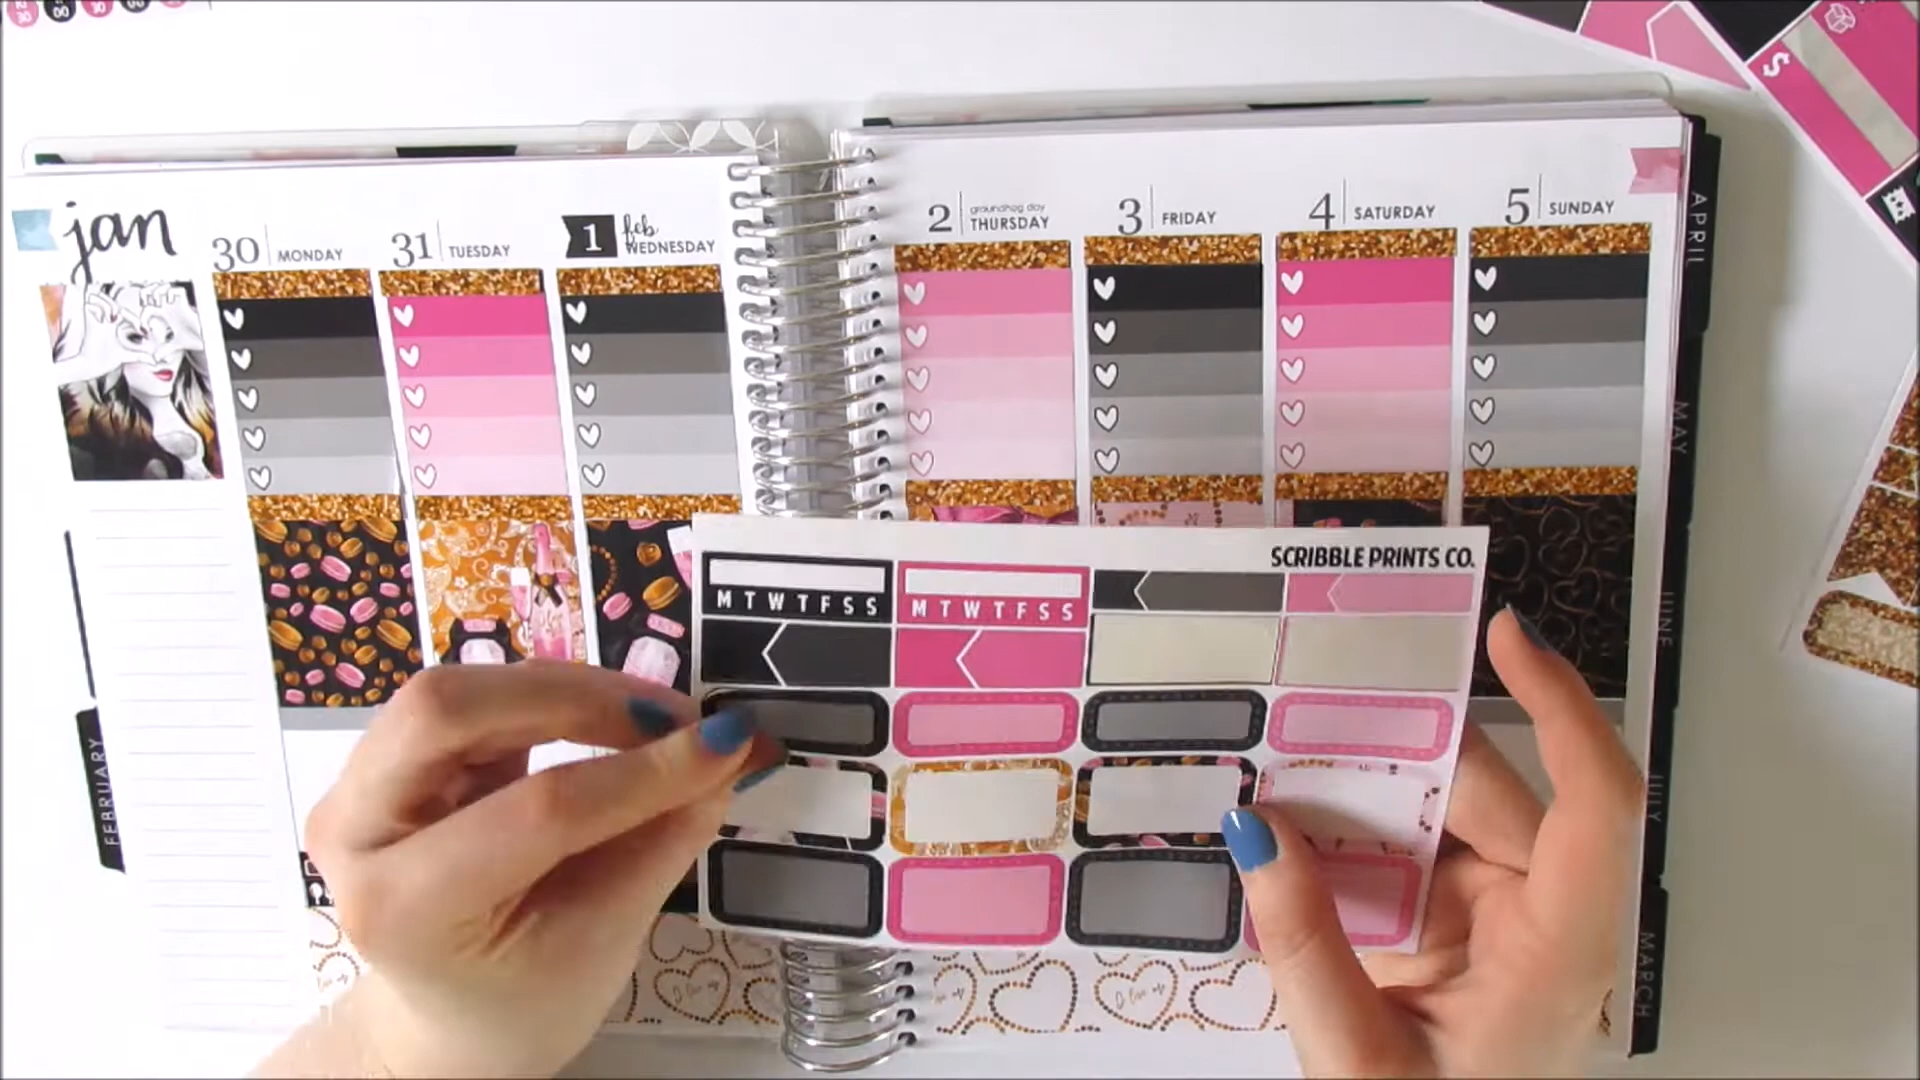 jan
30 MONDAY
31 TUESDAY
1 feb WEDNESDAY
2 groundhog day THURSDAY
3 FRIDAY
4 SATURDAY
5 SUNDAY
SCRIBBLE PRINTS CO.
M T W T F S S
M T W T F S S
FEBRUARY
APRIL
MAY
JUNE
JULY
MARCH
$